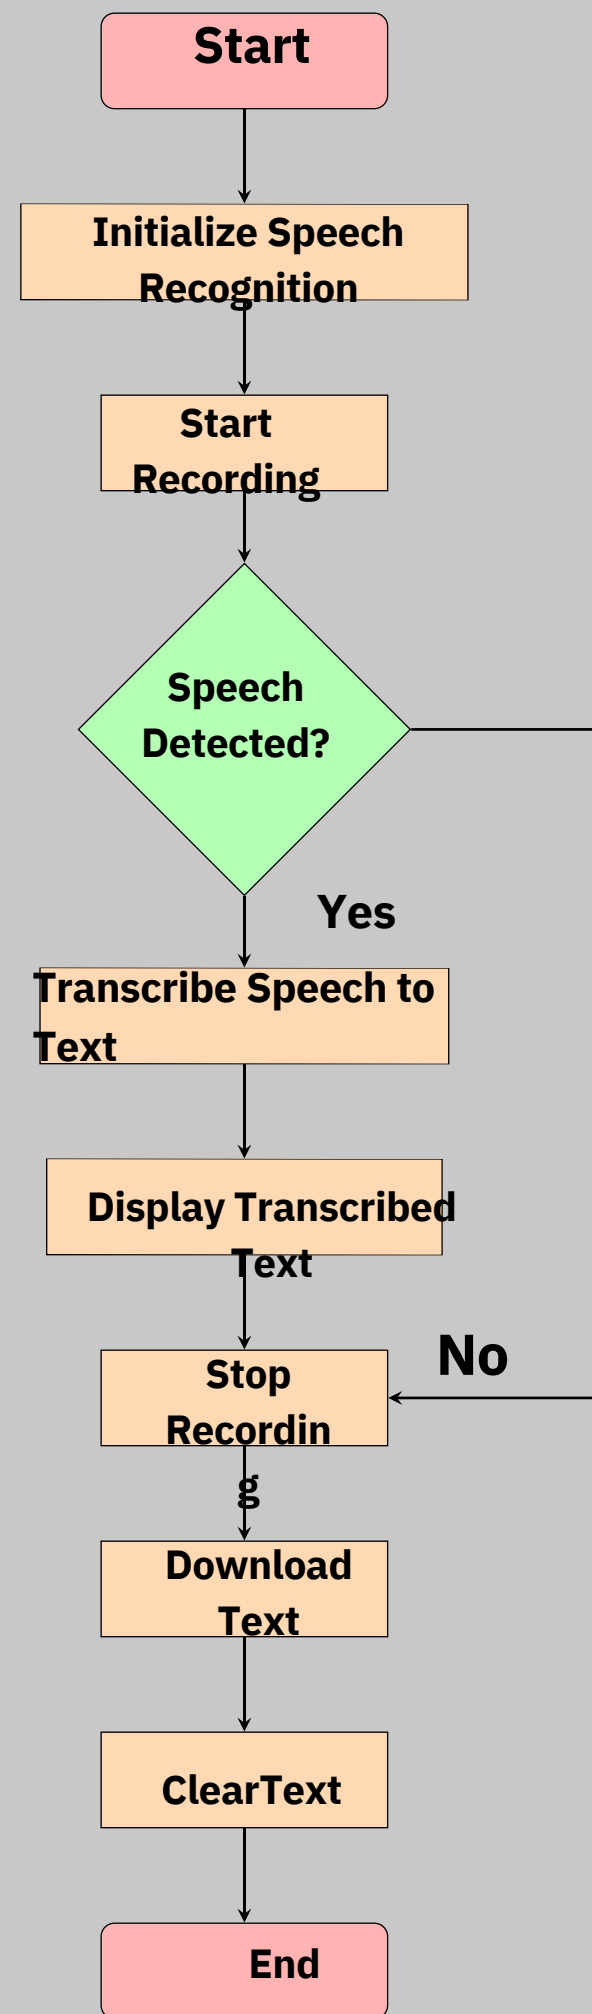 Start
Initialize Speech
Recognition
Start
Recording
Speech
Detected?
Yes
Transcribe Speech to
Text
Display Transcribed
Text
No
Stop
Recordin
g
Download
Text
ClearText
End